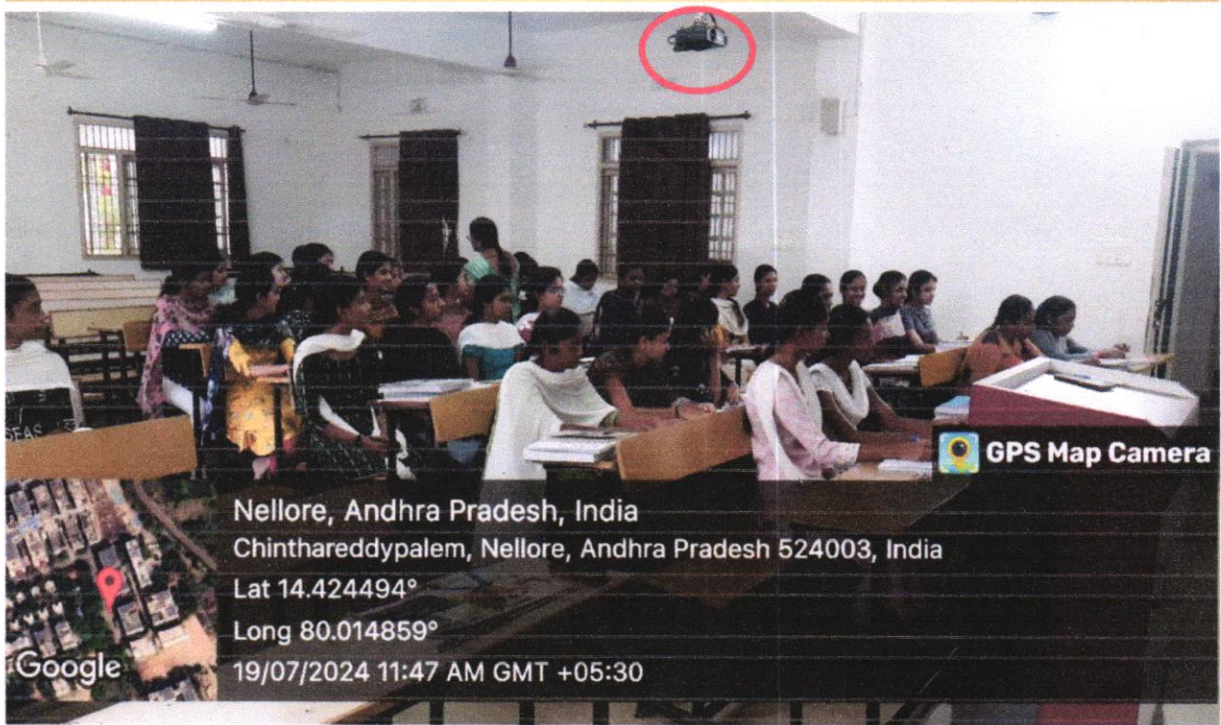 SEAS
GPS Map Camera
Nellore, Andhra Pradesh, India
Chinthareddypalem, Nellore, Andhra Pradesh 524003, India
Lat 14.424494°
Long 80.014859°
19/07/2024 11:47 AM GMT +05:30
Google